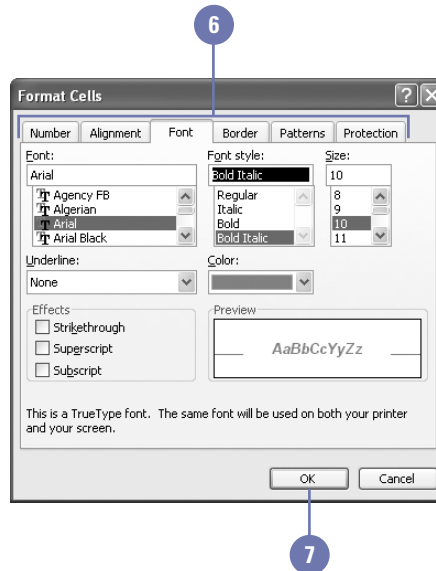 6
Format Cells
Number Alignment Font Border Patterns Protection
Font: Font style: Size:
Arial Bold Italic 10
Agency FB Regular 8
Algerian Italic 9
Arial Bold 10
Arial Black Bold Italic 11
Underline: Color:
None
Effects Preview
Strikethrough
Superscript AaBbCcYyZz
Subscript
This is a TrueType font. The same font will be used on both your printer
and your screen.
OK Cancel
7